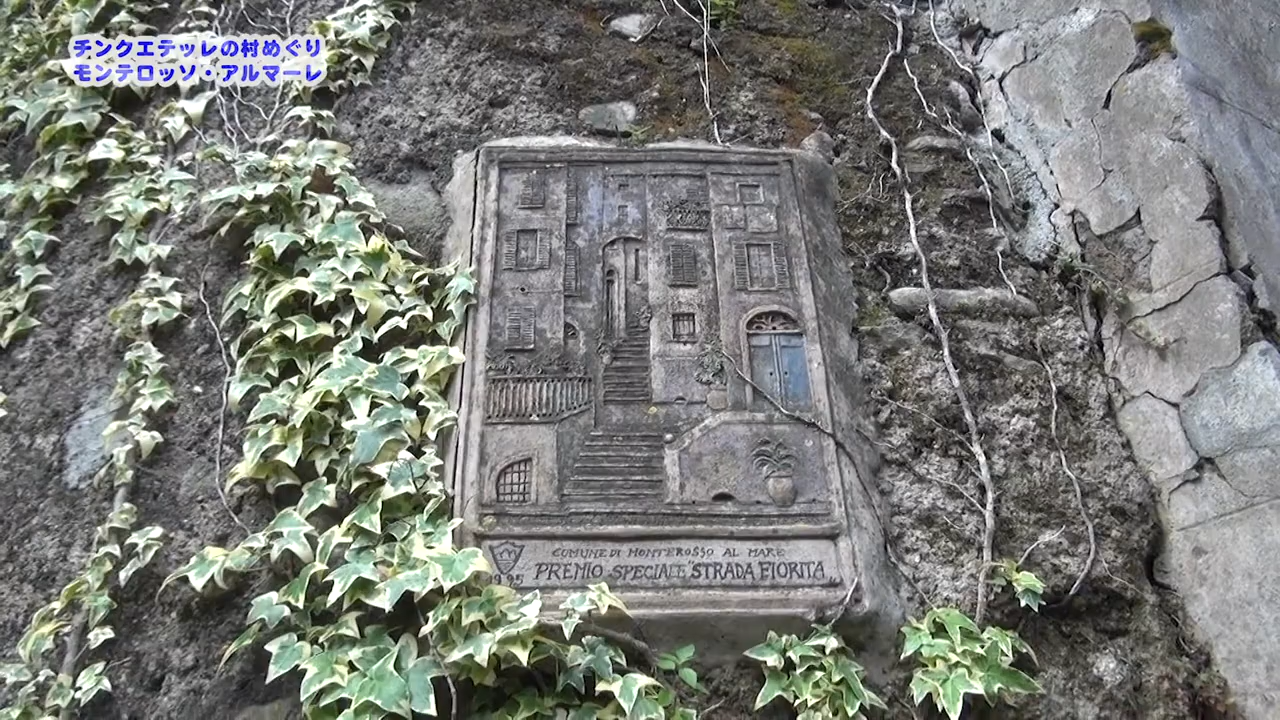 チンクエテッレの村めぐり
モンテロッソ・アルマーレ
COMUNE DI MONTEROSSO AL MARE
1995 PREMIO SPECIALE "STRADA FIORITA"